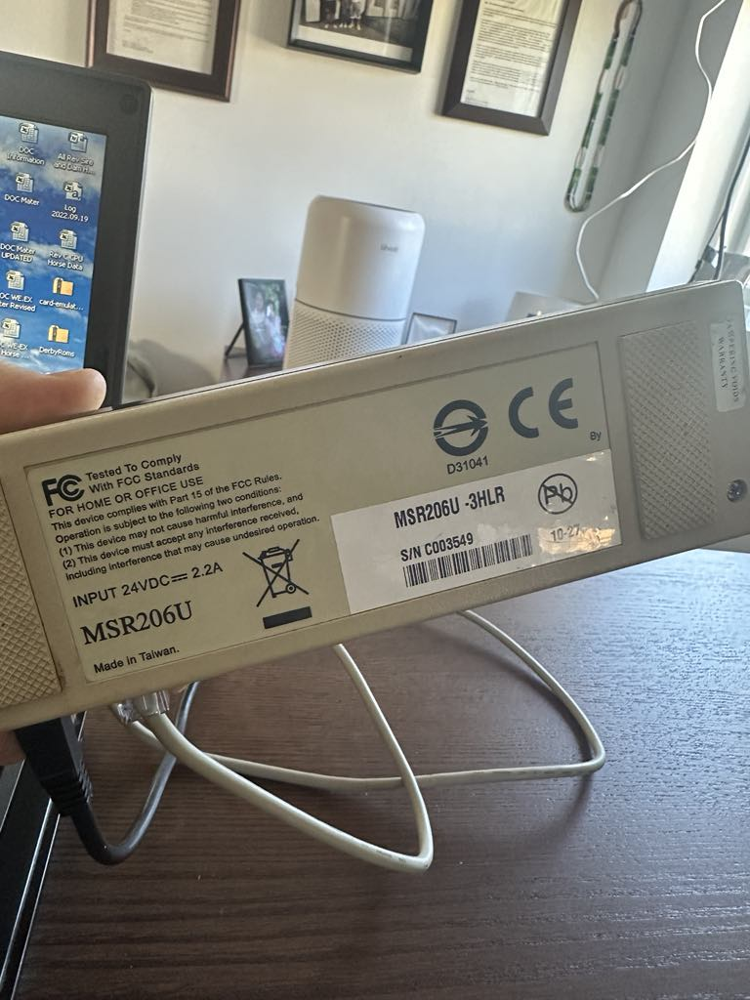 DOC
Information
All Rev Sire
and Dam H...
DOC Mater
Log
2022.09.19
DOC Mater
UPDATED
Rev C CPU
Horse Data
DOC WE.EX
ter Revised
card-emulat...
DOC WE-EX
Horse ...
DerbyRoms
levoit
TAMPERING VOIDS
WARRANTY
FC Tested To Comply
With FCC Standards
FOR HOME OR OFFICE USE
This device complies with Part 15 of the FCC Rules.
Operation is subject to the following two conditions:
(1) This device may not cause harmful interference, and
(2) This device must accept any interference received,
including interference that may cause undesired operation.
INPUT 24VDC⎓ 2.2A
MSR206U
Made in Taiwan.
D31041
CE
By
MSR206U -3HLR
Pb
S/N C003549
10-27